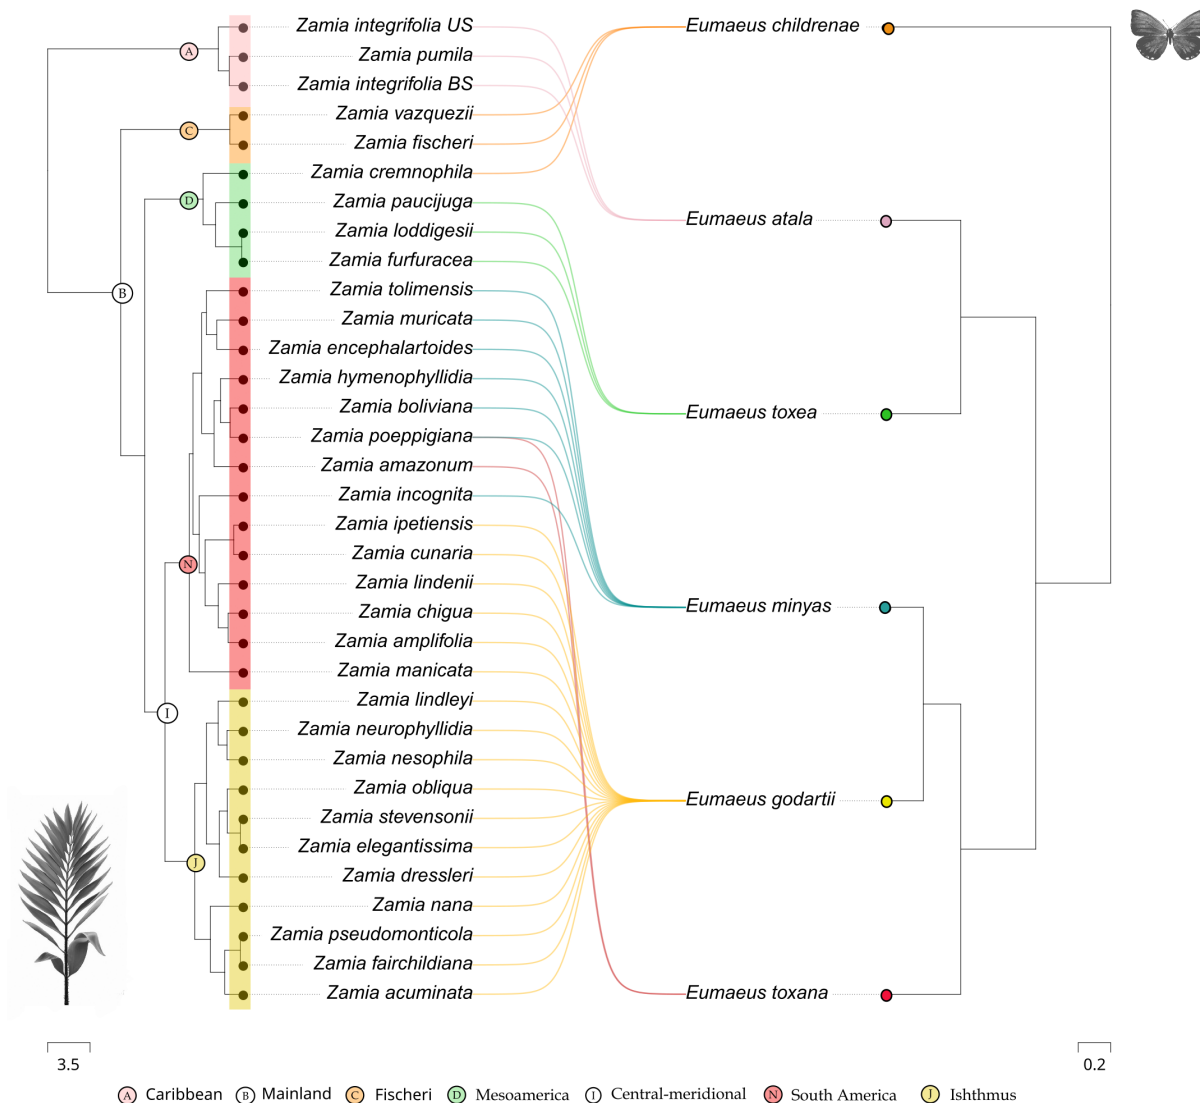 Zamia integrifolia US
Eumaeus childrenae
A
Zamia pumila
Zamia integrifolia BS
Zamia vazquezii
C
Zamia fischeri
Zamia cremnophila
D
Zamia paucijuga
Eumaeus atala
Zamia loddigesii
Zamia furfuracea
B
Zamia tolimensis
Zamia muricata
Zamia encephalartoides
Zamia hymenophyllidia
Zamia boliviana
Eumaeus toxea
Zamia poeppigiana
Zamia amazonum
Zamia incognita
Zamia ipetiensis
Zamia cunaria
N
Zamia lindenii
Zamia chigua
Eumaeus minyas
Zamia amplifolia
Zamia manicata
Zamia lindleyi
I
Zamia neurophyllidia
Zamia nesophila
Zamia obliqua
Eumaeus godartii
Zamia stevensonii
Zamia elegantissima
J
Zamia dressleri
Zamia nana
Zamia pseudomonticola
Zamia fairchildiana
Zamia acuminata
Eumaeus toxana
3.5
0.2
A Caribbean B Mainland C Fischeri D Mesoamerica I Central-meridional N South America J Ishthmus